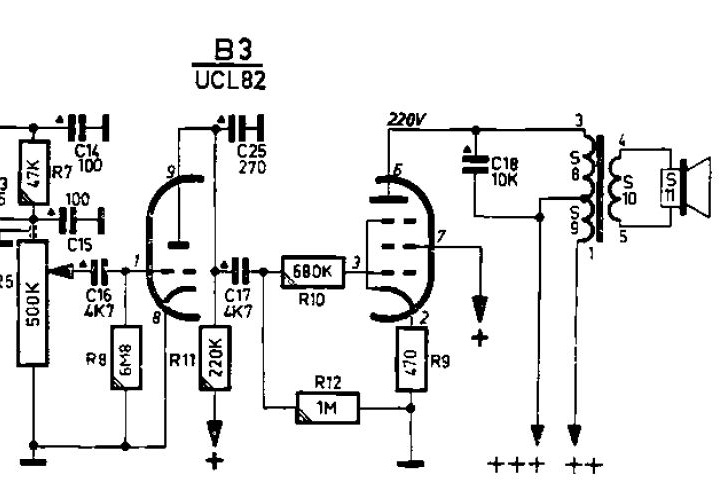 B3
UCL82
C14
100
47K
R7
C25
270
220V
C18
10K
3
4
9
6
3
S
8
S
10
S
11
100
C15
S
9
5
1
7
R5
500K
C16
4K7
1
8
C17
4K7
680K
R10
3
2
R8
6M8
R11
220K
470
R9
R12
1M
+
+
+++
++